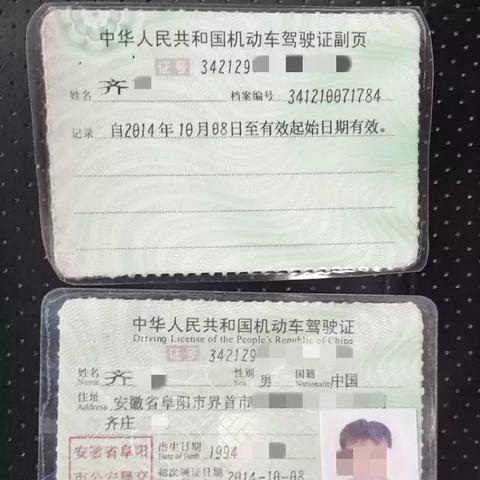 中华人民共和国机动车驾驶证副页
证号 342129
姓名 齐 档案编号 341210071784
记录 自2014年10月08日至有效起始日期有效。
中华人民共和国机动车驾驶证
Driving License of the People's Republic of China
证号 342129
姓名 齐 性别 男 国籍 中国
Name Sex Nationality
住址 安徽省阜阳市界首市
Address
齐庄
安徽省阜阳 出生日期 1994
Date of Birth
市公安局交 初次领证日期 2014-10-08